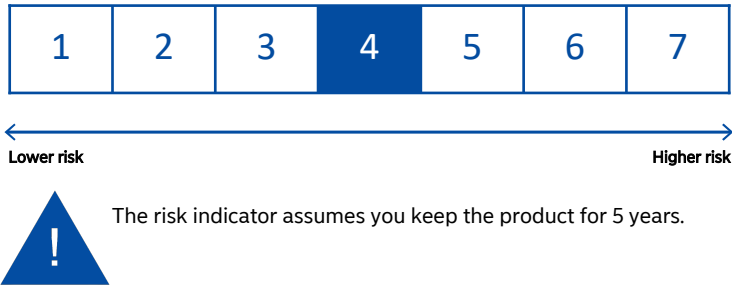 1 2 3 4 5 6 7
Lower risk Higher risk
! The risk indicator assumes you keep the product for 5 years.